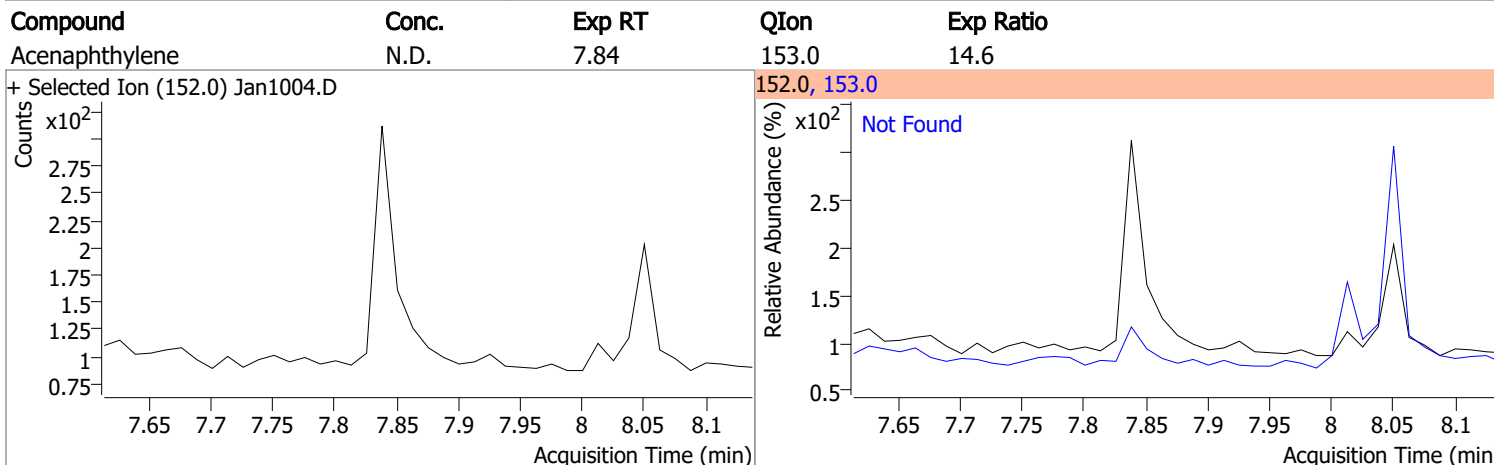 Compound Conc. Exp RT QIon Exp Ratio
Acenaphthylene N.D. 7.84 153.0 14.6
+ Selected Ion (152.0) Jan1004.D
Counts
x10²
2.75
2.5
2.25
2
1.75
1.5
1.25
1
0.75
7.65 7.7 7.75 7.8 7.85 7.9 7.95 8 8.05 8.1
Acquisition Time (min)
152.0, 153.0
Relative Abundance (%)
x10²
Not Found
2.5
2
1.5
1
0.5
7.65 7.7 7.75 7.8 7.85 7.9 7.95 8 8.05 8.1
Acquisition Time (min